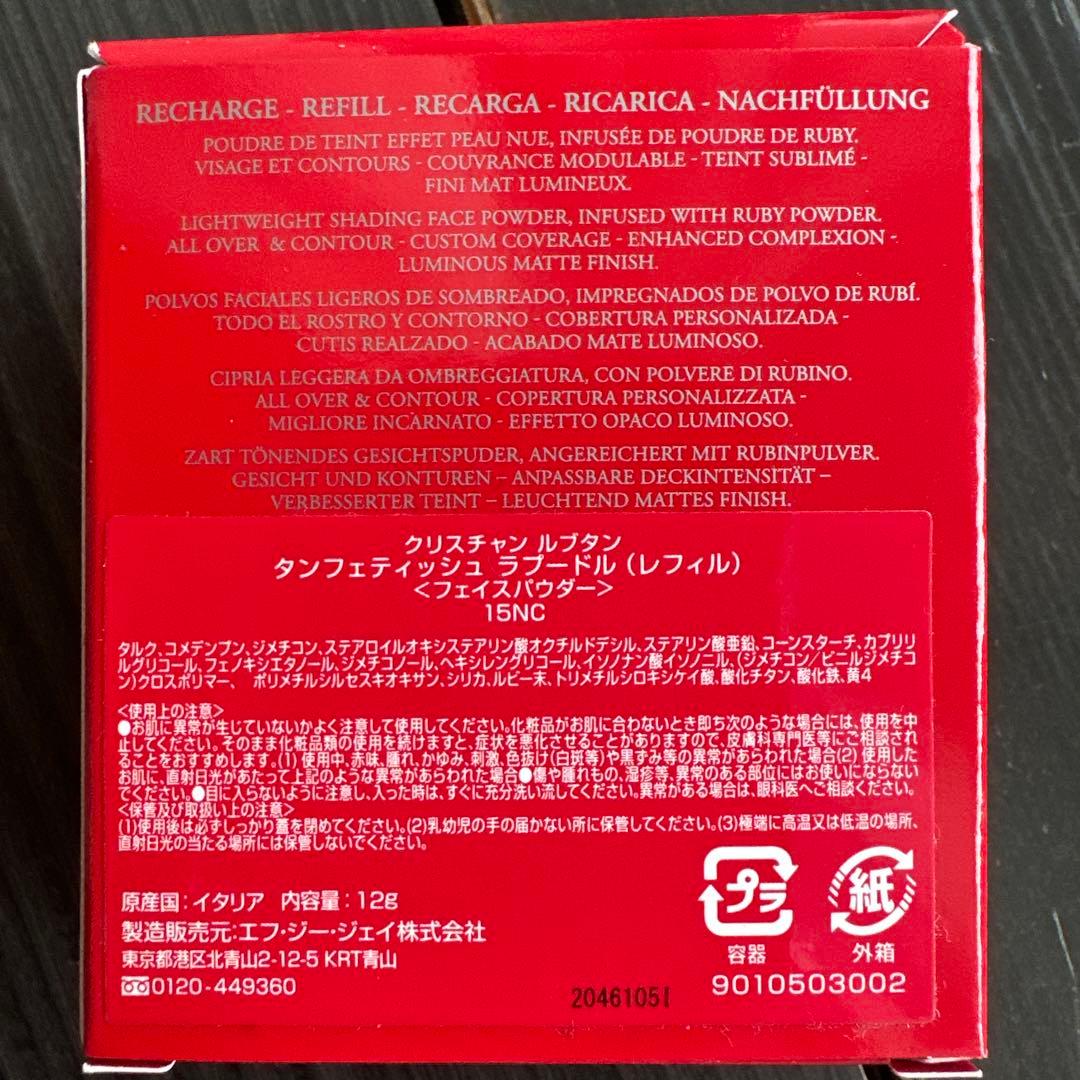 RECHARGE - REFILL - RECARGA - RICARICA - NACHFÜLLUNG
POUDRE DE TEINT EFFET PEAU NUE, INFUSÉE DE POUDRE DE RUBY.
VISAGE ET CONTOURS - COUVRANCE MODULABLE - TEINT SUBLIMÉ -
FINI MAT LUMINEUX.
LIGHTWEIGHT SHADING FACE POWDER, INFUSED WITH RUBY POWDER.
ALL OVER & CONTOUR - CUSTOM COVERAGE - ENHANCED COMPLEXION -
LUMINOUS MATTE FINISH.
POLVOS FACIALES LIGEROS DE SOMBREADO, IMPREGNADOS DE POLVO DE RUBÍ.
TODO EL ROSTRO Y CONTORNO - COBERTURA PERSONALIZADA -
CUTIS REALZADO - ACABADO MATE LUMINOSO.
CIPRIA LEGGERA DA OMBREGGIATURA, CON POLVERE DI RUBINO.
ALL OVER & CONTOUR - COPERTURA PERSONALIZZATA -
MIGLIORE INCARNATO - EFFETTO OPACO LUMINOSO.
ZART TÖNENDES GESICHTSPUDER, ANGEREICHERT MIT RUBINPULVER.
GESICHT UND KONTUREN – ANPASSBARE DECKINTENSITÄT –
VERBESSERTER TEINT – LEUCHTEND MATTES FINISH.
クリスチャン ルブタン
タンフェティッシュ ラプードル（レフィル）
＜フェイスパウダー＞
15NC
タルク、コメデンプン、ジメチコン、ステアロイルオキシステアリン酸オクチルドデシル、ステアリン酸亜鉛、コーンスターチ、カプリリ
ルグリコール、フェノキシエタノール、ジメチコノール、ヘキシレングリコール、イソノナン酸イソノニル、（ジメチコン／ビニルジメチコ
ン）クロスポリマー、 ポリメチルシルセスキオキサン、シリカ、ルビー末、トリメチルシロキシケイ酸、酸化チタン、酸化鉄、黄4
＜使用上の注意＞
●お肌に異常が生じていないかよく注意して使用してください。化粧品がお肌に合わないとき即ち次のような場合には、使用を中
止してください。そのまま化粧品類の使用を続けますと、症状を悪化させることがありますので、皮膚科専門医等にご相談され
ることをおすすめします。(1) 使用中、赤味、腫れ、かゆみ、刺激、色抜け(白斑等)や黒ずみ等の異常があらわれた場合(2) 使用した
お肌に、直射日光があたって上記のような異常があらわれた場合●傷や腫れもの、湿疹等、異常のある部位にはお使いにならない
でください。●目に入らないように注意し、入った時は、すぐに充分洗い流してください。異常がある場合は、眼科医へご相談ください。
＜保管及び取扱い上の注意＞
(1)使用後は必ずしっかり蓋を閉めてください。(2)乳幼児の手の届かない所に保管してください。(3)極端に高温又は低温の場所、
直射日光の当たる場所には保管しないでください。
プラ 紙
容器 外箱
原産国：イタリア 内容量：12g
製造販売元:エフ・ジー・ジェイ株式会社
東京都港区北青山2-12-5 KRT青山
0120-449360
20461051
9010503002